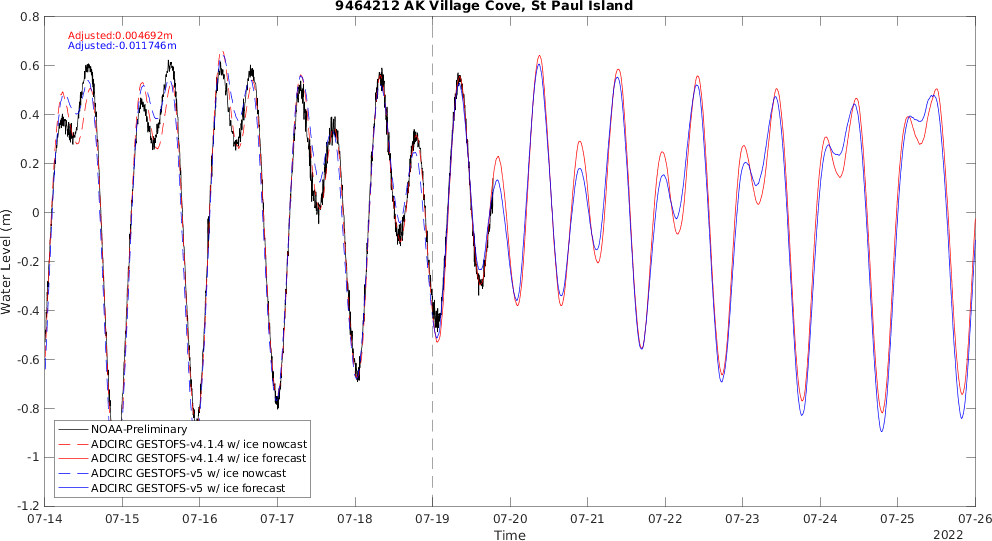 9464212 AK Village Cove, St Paul Island
Adjusted:0.004692m
Adjusted:-0.011746m
0.8
0.6
0.4
0.2
0
-0.2
-0.4
-0.6
-0.8
-1
-1.2
Water Level (m)
NOAA-Preliminary
ADCIRC GESTOFS-v4.1.4 w/ ice nowcast
ADCIRC GESTOFS-v4.1.4 w/ ice forecast
ADCIRC GESTOFS-v5 w/ ice nowcast
ADCIRC GESTOFS-v5 w/ ice forecast
07-14 07-15 07-16 07-17 07-18 07-19 07-20 07-21 07-22 07-23 07-24 07-25 07-26
Time
2022